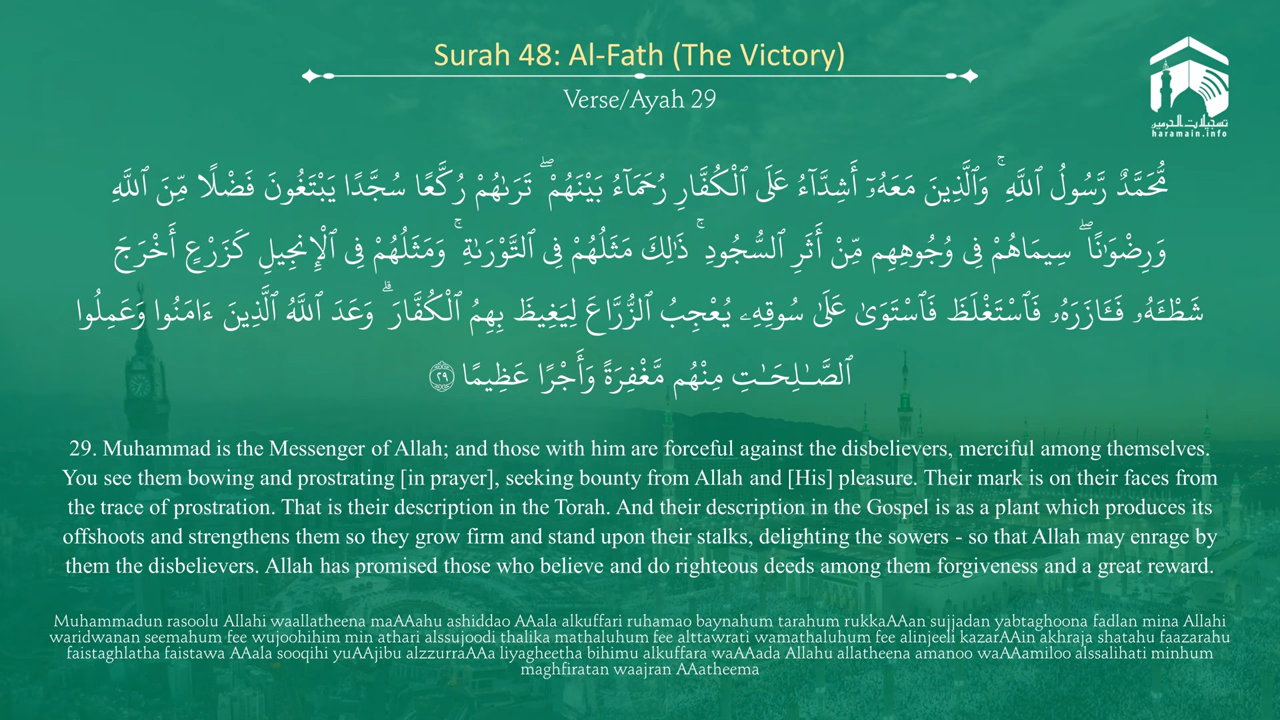 Surah 48: Al-Fath (The Victory)
Verse/Ayah 29
تسجيلات الحرمين
haramain.info
مُّحَمَّدٌ رَّسُولُ ٱللَّهِ ۚ وَٱلَّذِينَ مَعَهُۥٓ أَشِدَّآءُ عَلَى ٱلْكُفَّارِ رُحَمَآءُ بَيْنَهُمْ ۖ تَرَىٰهُمْ رُكَّعًا سُجَّدًا يَبْتَغُونَ فَضْلًا مِّنَ ٱللَّهِ
وَرِضْوَٰنًا ۖ سِيمَاهُمْ فِى وُجُوهِهِم مِّنْ أَثَرِ ٱلسُّجُودِ ۚ ذَٰلِكَ مَثَلُهُمْ فِى ٱلتَّوْرَىٰةِ ۚ وَمَثَلُهُمْ فِى ٱلْإِنجِيلِ كَزَرْعٍ أَخْرَجَ
شَطْـَٔهُۥ فَـَٔازَرَهُۥ فَٱسْتَغْلَظَ فَٱسْتَوَىٰ عَلَىٰ سُوقِهِۦ يُعْجِبُ ٱلزُّرَّاعَ لِيَغِيظَ بِهِمُ ٱلْكُفَّارَ ۗ وَعَدَ ٱللَّهُ ٱلَّذِينَ ءَامَنُوا۟ وَعَمِلُوا۟
ٱلصَّـٰلِحَـٰتِ مِنْهُم مَّغْفِرَةً وَأَجْرًا عَظِيمًا ٢٩
29. Muhammad is the Messenger of Allah; and those with him are forceful against the disbelievers, merciful among themselves.
You see them bowing and prostrating [in prayer], seeking bounty from Allah and [His] pleasure. Their mark is on their faces from
the trace of prostration. That is their description in the Torah. And their description in the Gospel is as a plant which produces its
offshoots and strengthens them so they grow firm and stand upon their stalks, delighting the sowers - so that Allah may enrage by
them the disbelievers. Allah has promised those who believe and do righteous deeds among them forgiveness and a great reward.
Muhammadun rasoolu Allahi waallatheena maAAahu ashiddao AAala alkuffari ruhamao baynahum tarahum rukkaAAan sujjadan yabtaghoona fadlan mina Allahi
waridwanan seemahum fee wujoohihim min athari alssujoodi thalika mathaluhum fee alttawrati wamathaluhum fee alinjeeli kazarAAin akhraja shatahu faazarahu
faistaghlatha faistawa AAala sooqihi yuAAjibu alzzurraAAa liyagheetha bihimu alkuffara waAAada Allahu allatheena amanoo waAAamiloo alssalihati minhum
maghfiratan waajran AAatheema